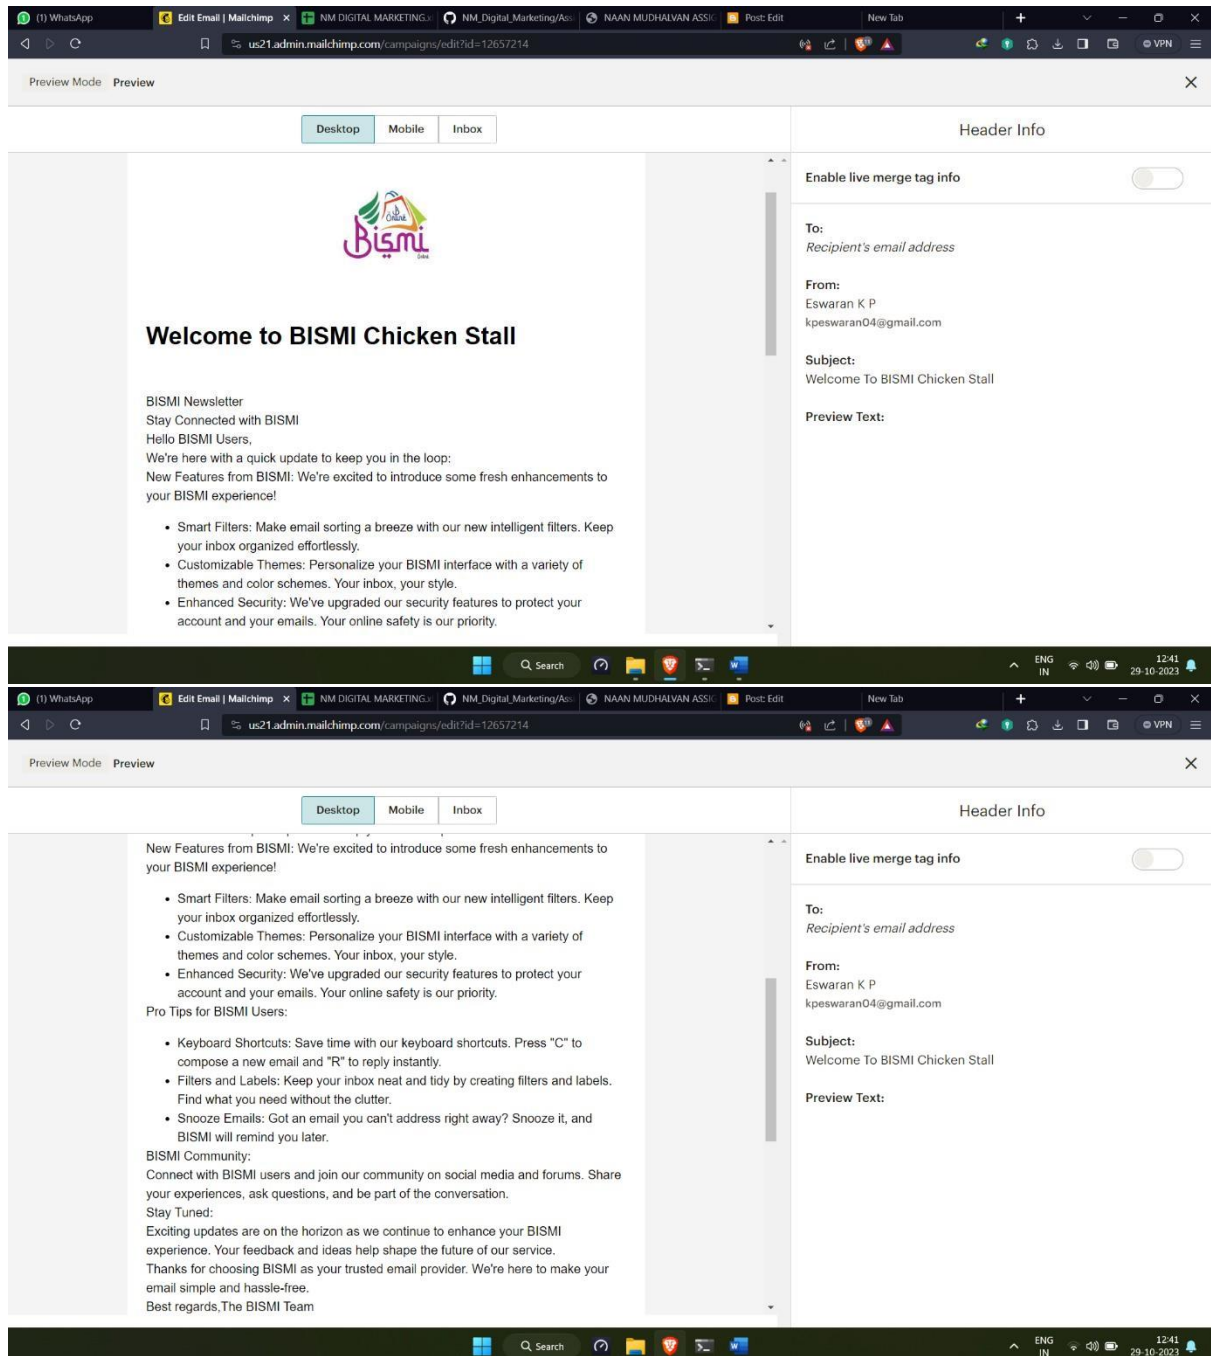 (1) WhatsApp
Edit Email | Mailchimp
NM DIGITAL MARKETING.x
NM_Digital_Marketing/Ass
NAAN MUDHALVAN ASSIG
Post: Edit
New Tab
us21.admin.mailchimp.com/campaigns/edit?id=12657214
VPN
Preview Mode Preview
Desktop
Mobile
Inbox
Header Info
Online
Bismi
Welcome to BISMI Chicken Stall
BISMI Newsletter
Stay Connected with BISMI
Hello BISMI Users,
We're here with a quick update to keep you in the loop:
New Features from BISMI: We're excited to introduce some fresh enhancements to
your BISMI experience!
• Smart Filters: Make email sorting a breeze with our new intelligent filters. Keep
your inbox organized effortlessly.
• Customizable Themes: Personalize your BISMI interface with a variety of
themes and color schemes. Your inbox, your style.
• Enhanced Security: We've upgraded our security features to protect your
account and your emails. Your online safety is our priority.
Enable live merge tag info
To:
Recipient's email address
From:
Eswaran K P
kpeswaran04@gmail.com
Subject:
Welcome To BISMI Chicken Stall
Preview Text:
Search
ENG
IN
12:41
29-10-2023
(1) WhatsApp
Edit Email | Mailchimp
NM DIGITAL MARKETING.x
NM_Digital_Marketing/Ass
NAAN MUDHALVAN ASSIG
Post: Edit
New Tab
us21.admin.mailchimp.com/campaigns/edit?id=12657214
VPN
Preview Mode Preview
Desktop
Mobile
Inbox
Header Info
New Features from BISMI: We're excited to introduce some fresh enhancements to
your BISMI experience!
• Smart Filters: Make email sorting a breeze with our new intelligent filters. Keep
your inbox organized effortlessly.
• Customizable Themes: Personalize your BISMI interface with a variety of
themes and color schemes. Your inbox, your style.
• Enhanced Security: We've upgraded our security features to protect your
account and your emails. Your online safety is our priority.
Pro Tips for BISMI Users:
• Keyboard Shortcuts: Save time with our keyboard shortcuts. Press "C" to
compose a new email and "R" to reply instantly.
• Filters and Labels: Keep your inbox neat and tidy by creating filters and labels.
Find what you need without the clutter.
• Snooze Emails: Got an email you can't address right away? Snooze it, and
BISMI will remind you later.
BISMI Community:
Connect with BISMI users and join our community on social media and forums. Share
your experiences, ask questions, and be part of the conversation.
Stay Tuned:
Exciting updates are on the horizon as we continue to enhance your BISMI
experience. Your feedback and ideas help shape the future of our service.
Thanks for choosing BISMI as your trusted email provider. We're here to make your
email simple and hassle-free.
Best regards,The BISMI Team
Enable live merge tag info
To:
Recipient's email address
From:
Eswaran K P
kpeswaran04@gmail.com
Subject:
Welcome To BISMI Chicken Stall
Preview Text:
Search
ENG
IN
12:41
29-10-2023